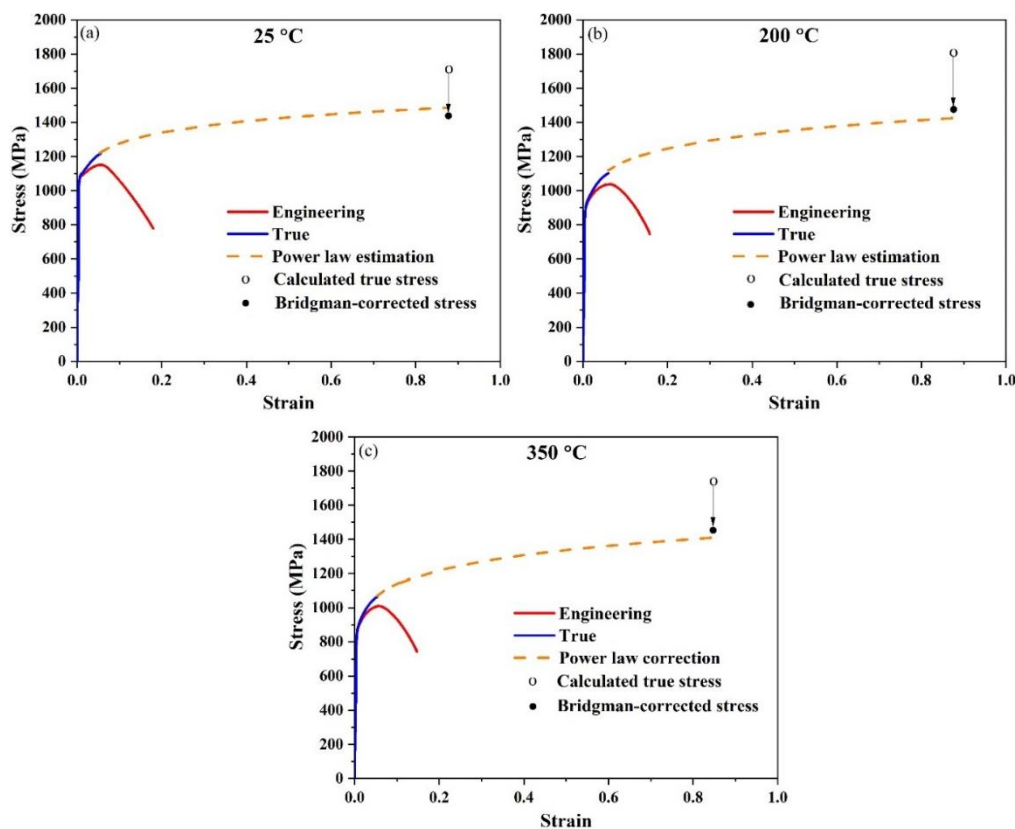 (a)
25 °C
Stress (MPa)
2000
1800
1600
1400
1200
1000
800
600
400
200
0
Engineering
True
Power law estimation
Calculated true stress
Bridgman-corrected stress
0.0 0.2 0.4 0.6 0.8 1.0
Strain
(b)
200 °C
Stress (MPa)
2000
1800
1600
1400
1200
1000
800
600
400
200
0
Engineering
True
Power law estimation
Calculated true stress
Bridgman-corrected stress
0.0 0.2 0.4 0.6 0.8 1.0
Strain
(c)
350 °C
Stress (MPa)
2000
1800
1600
1400
1200
1000
800
600
400
200
0
Engineering
True
Power law correction
Calculated true stress
Bridgman-corrected stress
0.0 0.2 0.4 0.6 0.8 1.0
Strain